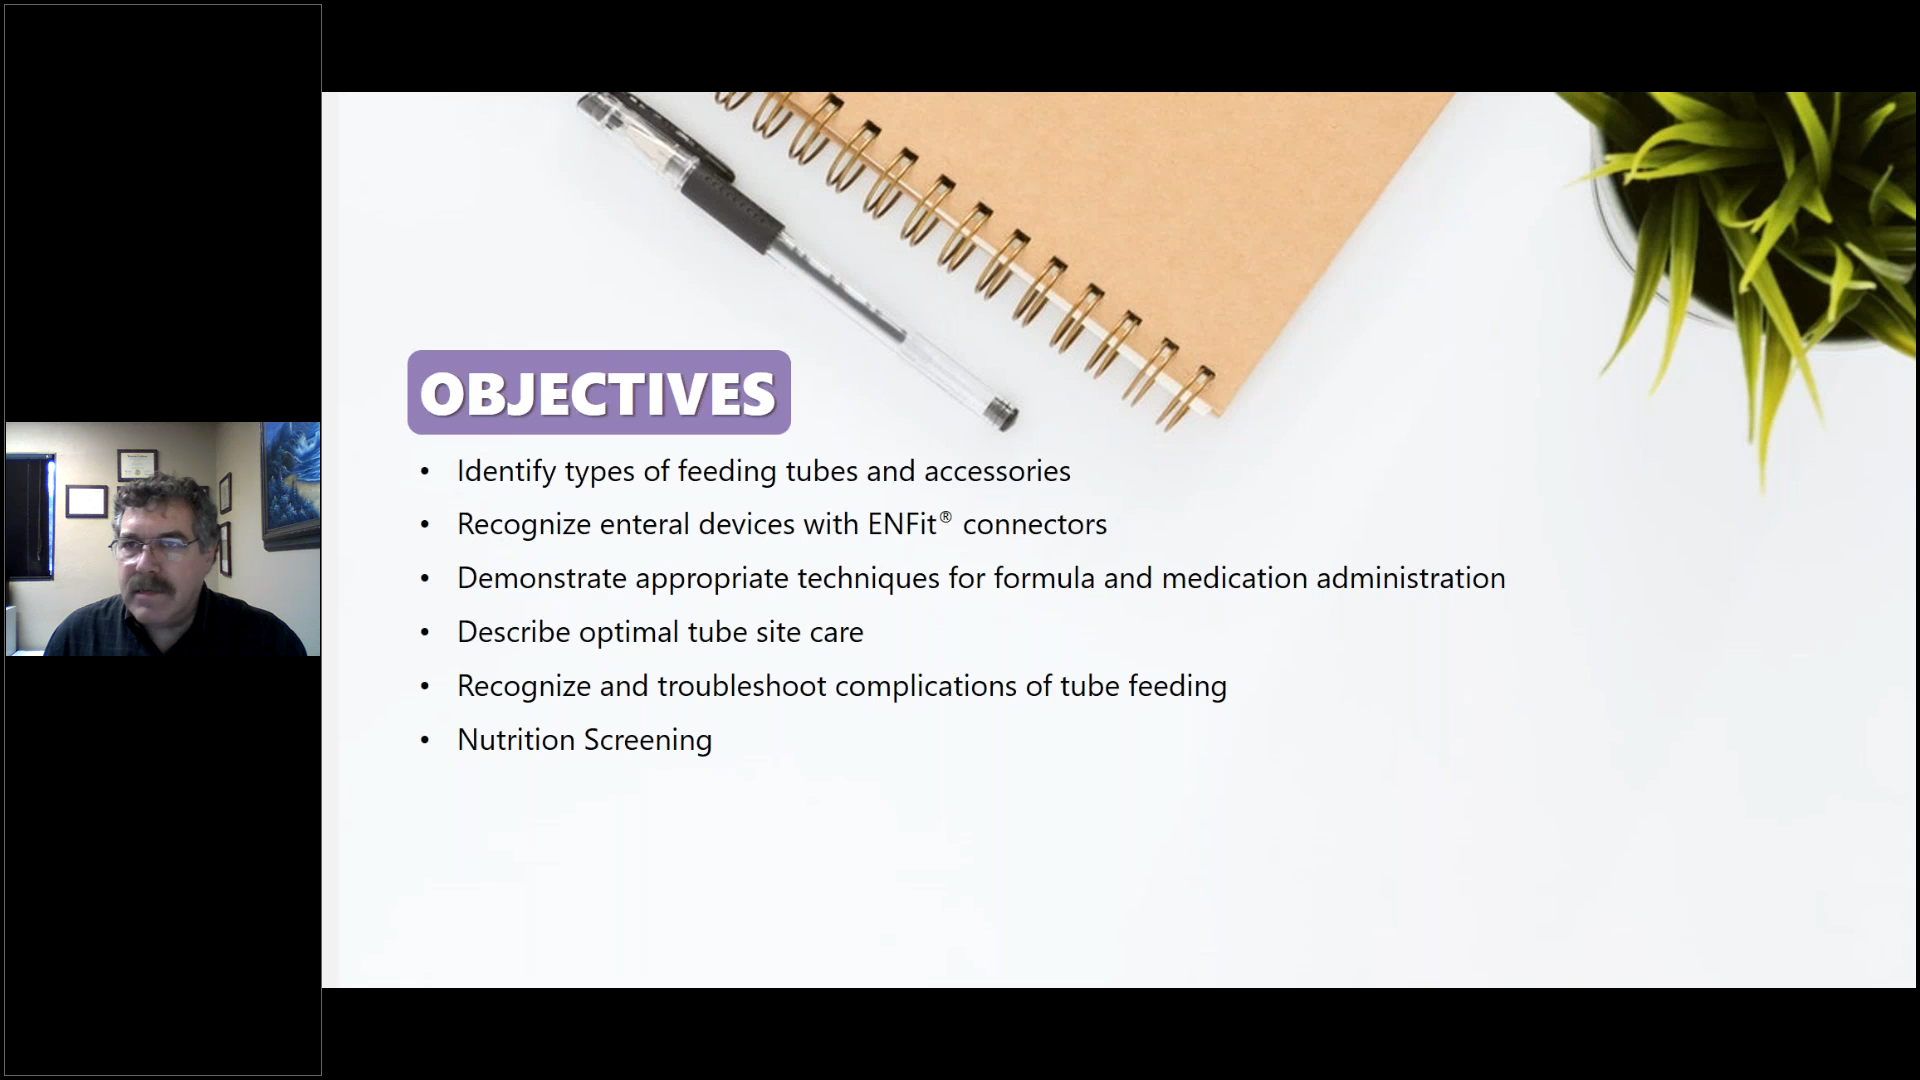 OBJECTIVES
• Identify types of feeding tubes and accessories
• Recognize enteral devices with ENFit® connectors
• Demonstrate appropriate techniques for formula and medication administration
• Describe optimal tube site care
• Recognize and troubleshoot complications of tube feeding
• Nutrition Screening